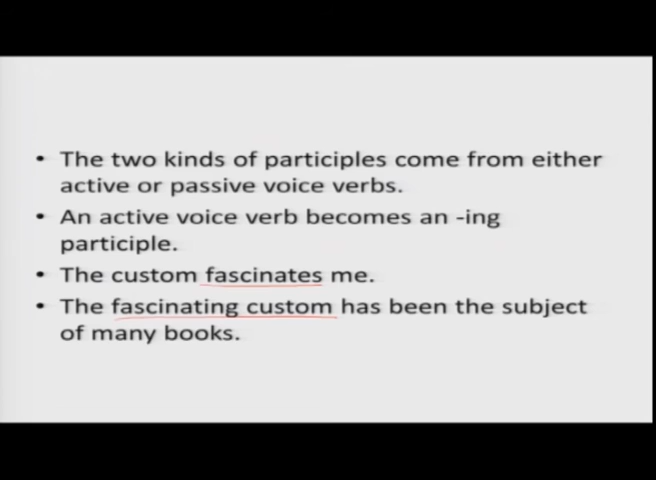 • The two kinds of participles come from either
active or passive voice verbs.
• An active voice verb becomes an -ing
participle.
• The custom fascinates me.
• The fascinating custom has been the subject
of many books.